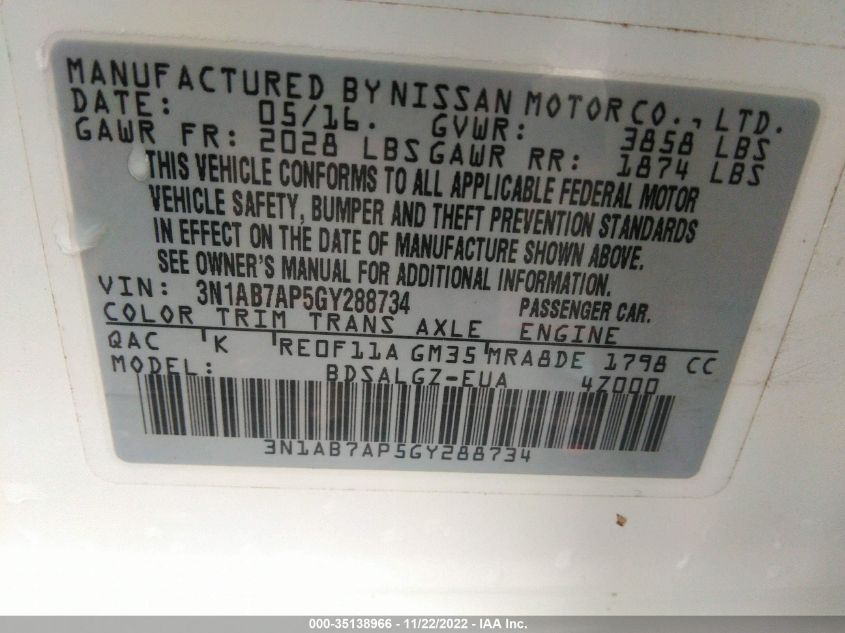 MANUFACTURED BY NISSAN MOTOR CO., LTD.
DATE: 05/16. GVWR: 3858 LBS
GAWR FR: 2028 LBS GAWR RR: 1874 LBS
THIS VEHICLE CONFORMS TO ALL APPLICABLE FEDERAL MOTOR
VEHICLE SAFETY, BUMPER AND THEFT PREVENTION STANDARDS
IN EFFECT ON THE DATE OF MANUFACTURE SHOWN ABOVE.
SEE OWNER'S MANUAL FOR ADDITIONAL INFORMATION.
VIN: 3N1AB7AP5GY288734 PASSENGER CAR.
COLOR TRIM TRANS AXLE ENGINE
QAC K RE0F11A GM35 MRA8DE 1798 CC
MODEL: BDSALGZ-EUA 4Z000
3N1AB7AP5GY288734
000-35138966 - 11/22/2022 - IAA Inc.